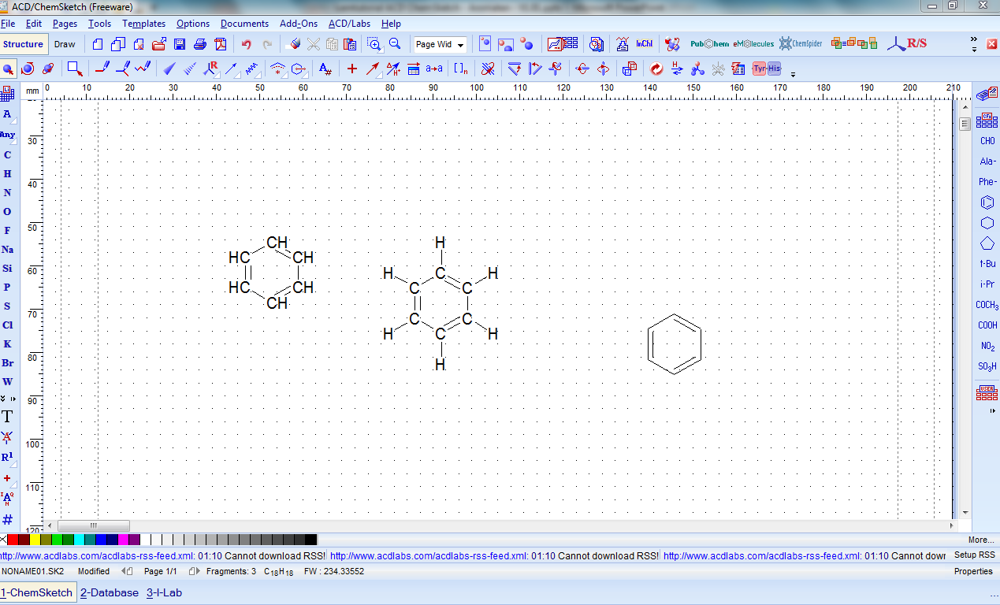 ACD/ChemSketch (Freeware)
File Edit Pages Tools Templates Options Documents Add-Ons ACD/Labs Help
Structure Draw Page Wid InChI PubChem eMolecules ChemSpider R/S
R A a→a [ ]n H Tyr His
mm 0 10 20 30 40 50 60 70 80 90 100 110 120 130 140 150 160 170 180 190 200 210
A
Any
C
H
N
O
F
Na
Si
P
S
Cl
K
Br
W
T
A
R1
+
#
30
40
50
60
70
80
90
100
110
120
CH
HC CH
HC CH
CH
H
H C H
C C
C C
H C H
H
CHO
Ala-
Phe-
t-Bu
i-Pr
COCH3
COOH
NO2
SO3H
USER
More...
http://www.acdlabs.com/acdlabs-rss-feed.xml: 01:10 Cannot download RSS! http://www.acdlabs.com/acdlabs-rss-feed.xml: 01:10 Cannot download RSS! http://www.acdlabs.com/acdlabs-rss-feed.xml: 01:10 Cannot down Setup RSS
NONAME01.SK2 Modified Page 1/1 Fragments: 3 C18H18 FW : 234.33552 Properties
1-ChemSketch 2-Database 3-I-Lab